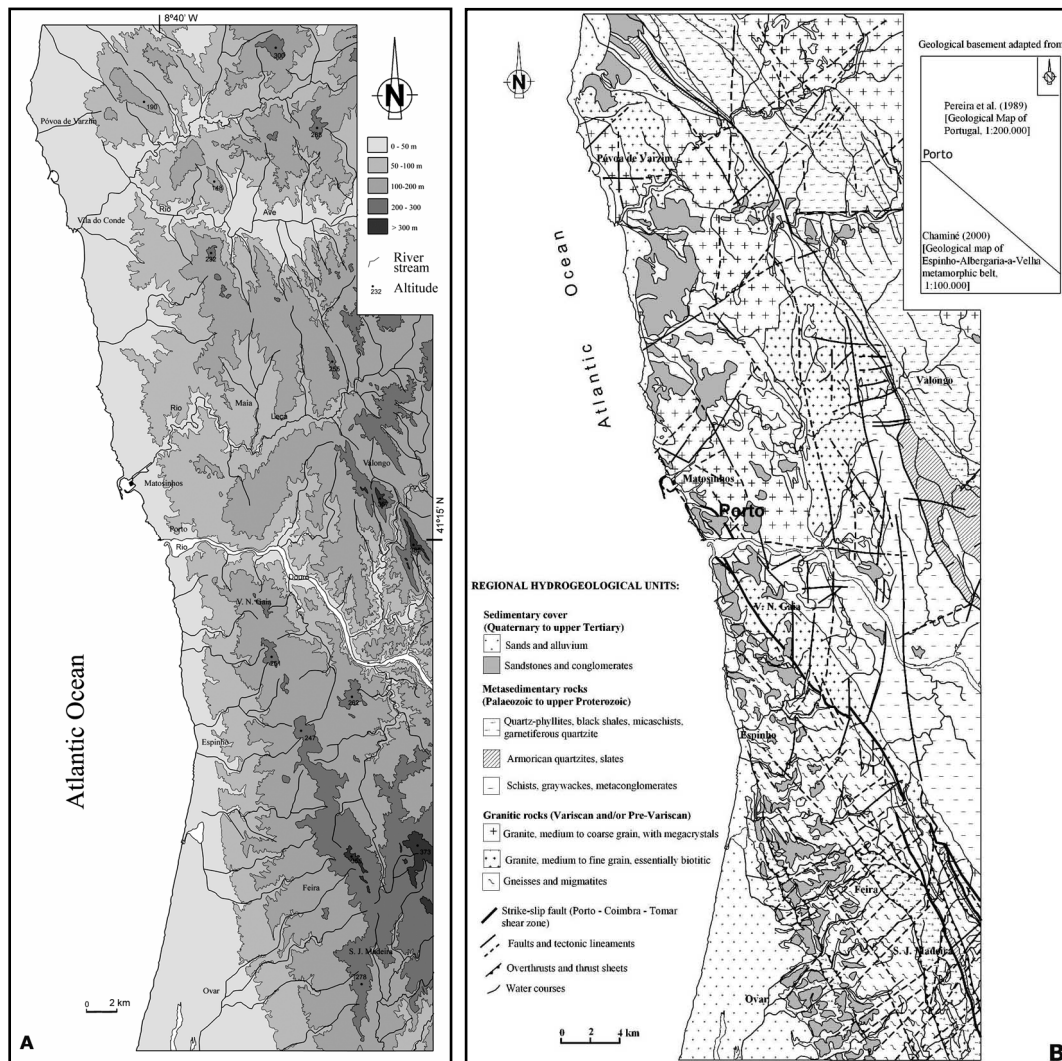 8°40' W
N
0 - 50 m
50 -100 m
100-200 m
200 - 300
> 300 m
River
stream
Altitude
232
190
Póvoa de Varzim
148
Rio
Ave
Vila do Conde
Rio
Maia
Leça
Valongo
Matosinhos
41º15' N
Porto
Rio
Douro
V. N. Gaia
247
Espinho
Atlantic Ocean
Feira
S. J. Madeira
278
Ovar
0 2 km
A
N
Geological basement adapted from
Pereira et al. (1989)
[Geological Map of
Portugal, 1:200.000]
Porto
Chaminé (2000)
[Geological map of
Espinho-Albergaria-a-Velha
metamorphic belt,
1:100.000]
Póvoa de Varzim
Atlantic Ocean
Valongo
Matosinhos
Porto
V. N. Gaia
Espinho
Feira
S. J. Madeira
Ovar
REGIONAL HYDROGEOLOGICAL UNITS:
Sedimentary cover
(Quaternary to upper Tertiary)
Sands and alluvium
Sandstones and conglomerates
Metasedimentary rocks
(Palaeozoic to upper Proterozoic)
Quartz-phyllites, black shales, micaschists,
garnetiferous quartzite
Armorican quartzites, slates
Schists, graywackes, metaconglomerates
Granitic rocks (Variscan and/or Pre-Variscan)
Granite, medium to coarse grain, with megacrystals
Granite, medium to fine grain, essentially biotitic
Gneisses and migmatites
Strike-slip fault (Porto - Coimbra - Tomar
shear zone)
Faults and tectonic lineaments
Overthrusts and thrust sheets
Water courses
0 2 4 km
B